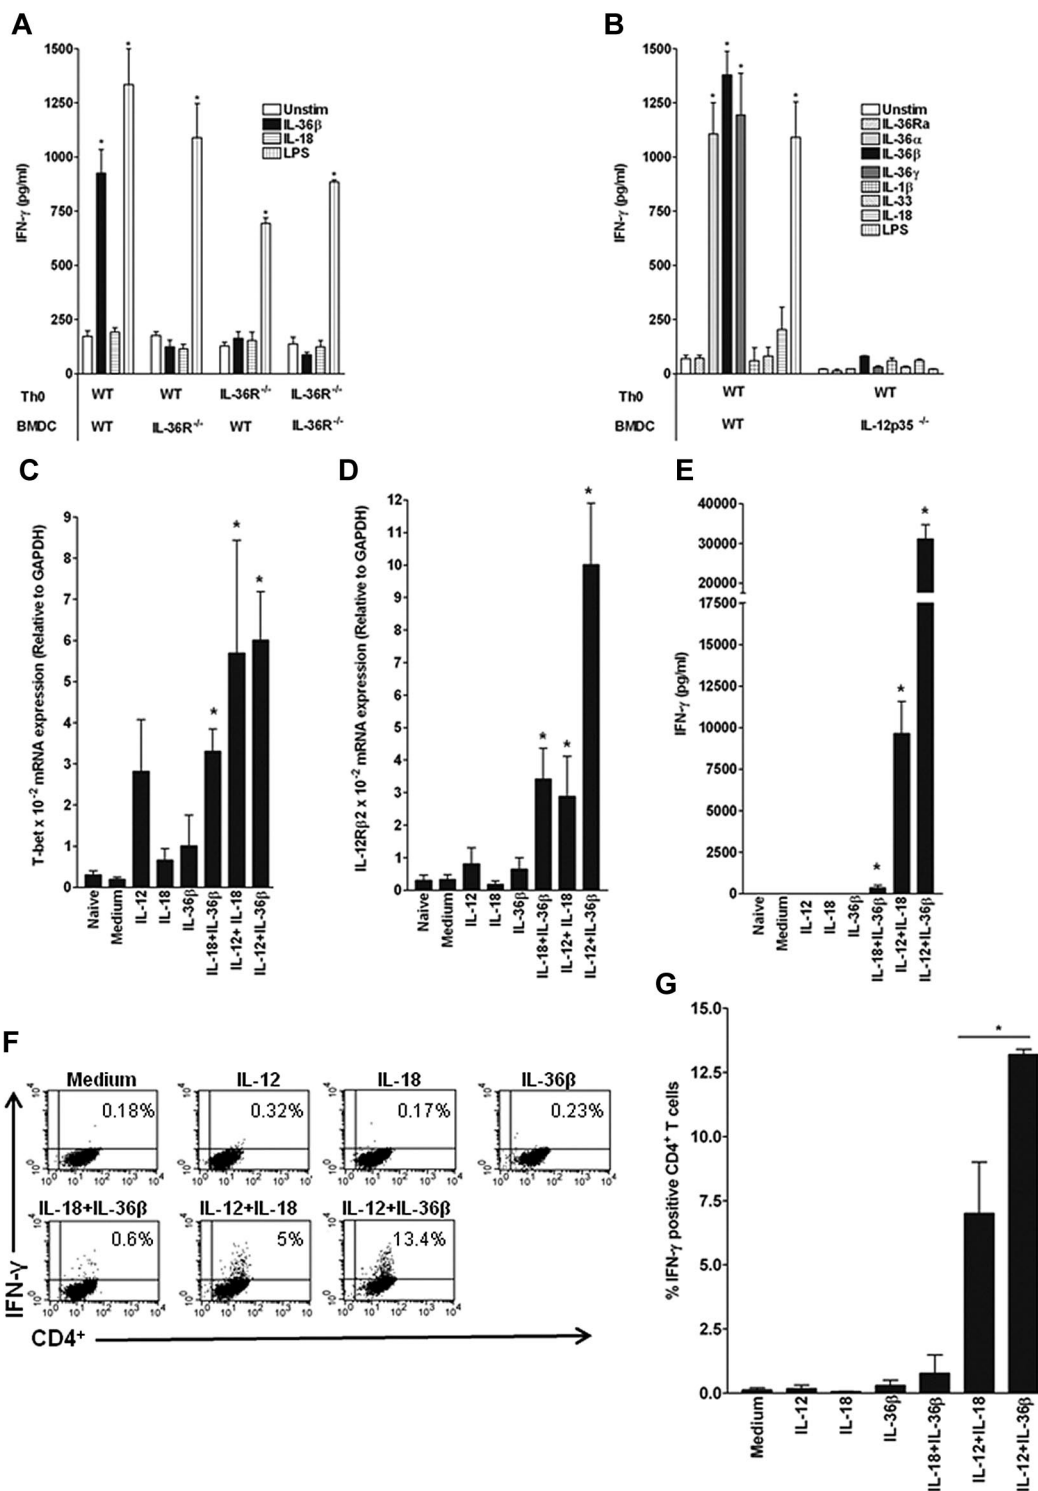 A
1500
1250
1000
750
500
250
0
IFN-γ (pg/ml)
* * * *
*
Unstim
IL-36β
IL-18
LPS
Th0 WT WT IL-36R-/- IL-36R-/-
BMDC WT IL-36R-/- WT IL-36R-/-
B
1500
1250
1000
750
500
250
0
IFN-γ (pg/ml)
* * * *
Unstim
IL-36Ra
IL-36α
IL-36β
IL-36γ
IL-1β
IL-33
IL-18
LPS
Th0 WT WT
BMDC WT IL-12p35 -/-
C
9
8
7
6
5
4
3
2
1
0
T-bet x 10-2 mRNA expression (Relative to GAPDH)
* * *
Naive
Medium
IL-12
IL-18
IL-36β
IL-18+IL-36β
IL-12+ IL-18
IL-12+IL-36β
D
12
11
10
9
8
7
6
5
4
3
2
1
0
IL-12Rβ2 x 10-2 mRNA expression (Relative to GAPDH)
* * *
Naive
Medium
IL-12
IL-18
IL-36β
IL-18+IL-36β
IL-12+ IL-18
IL-12+IL-36β
E
40000
30000
20000
17500
15000
12500
10000
7500
5000
2500
0
IFN-γ (pg/ml)
* * *
Naive
Medium
IL-12
IL-18
IL-36β
IL-18+IL-36β
IL-12+IL-18
IL-12+IL-36β
F
Medium IL-12 IL-18 IL-36β
0.18% 0.32% 0.17% 0.23%
IL-18+IL-36β IL-12+IL-18 IL-12+IL-36β
0.6% 5% 13.4%
IFN-γ
CD4+
G
15.0
12.5
10.0
7.5
5.0
2.5
0.0
% IFN-γ positive CD4+ T cells
*
Medium
IL-12
IL-18
IL-36β
IL-18+IL-36β
IL-12+IL-18
IL-12+IL-36β